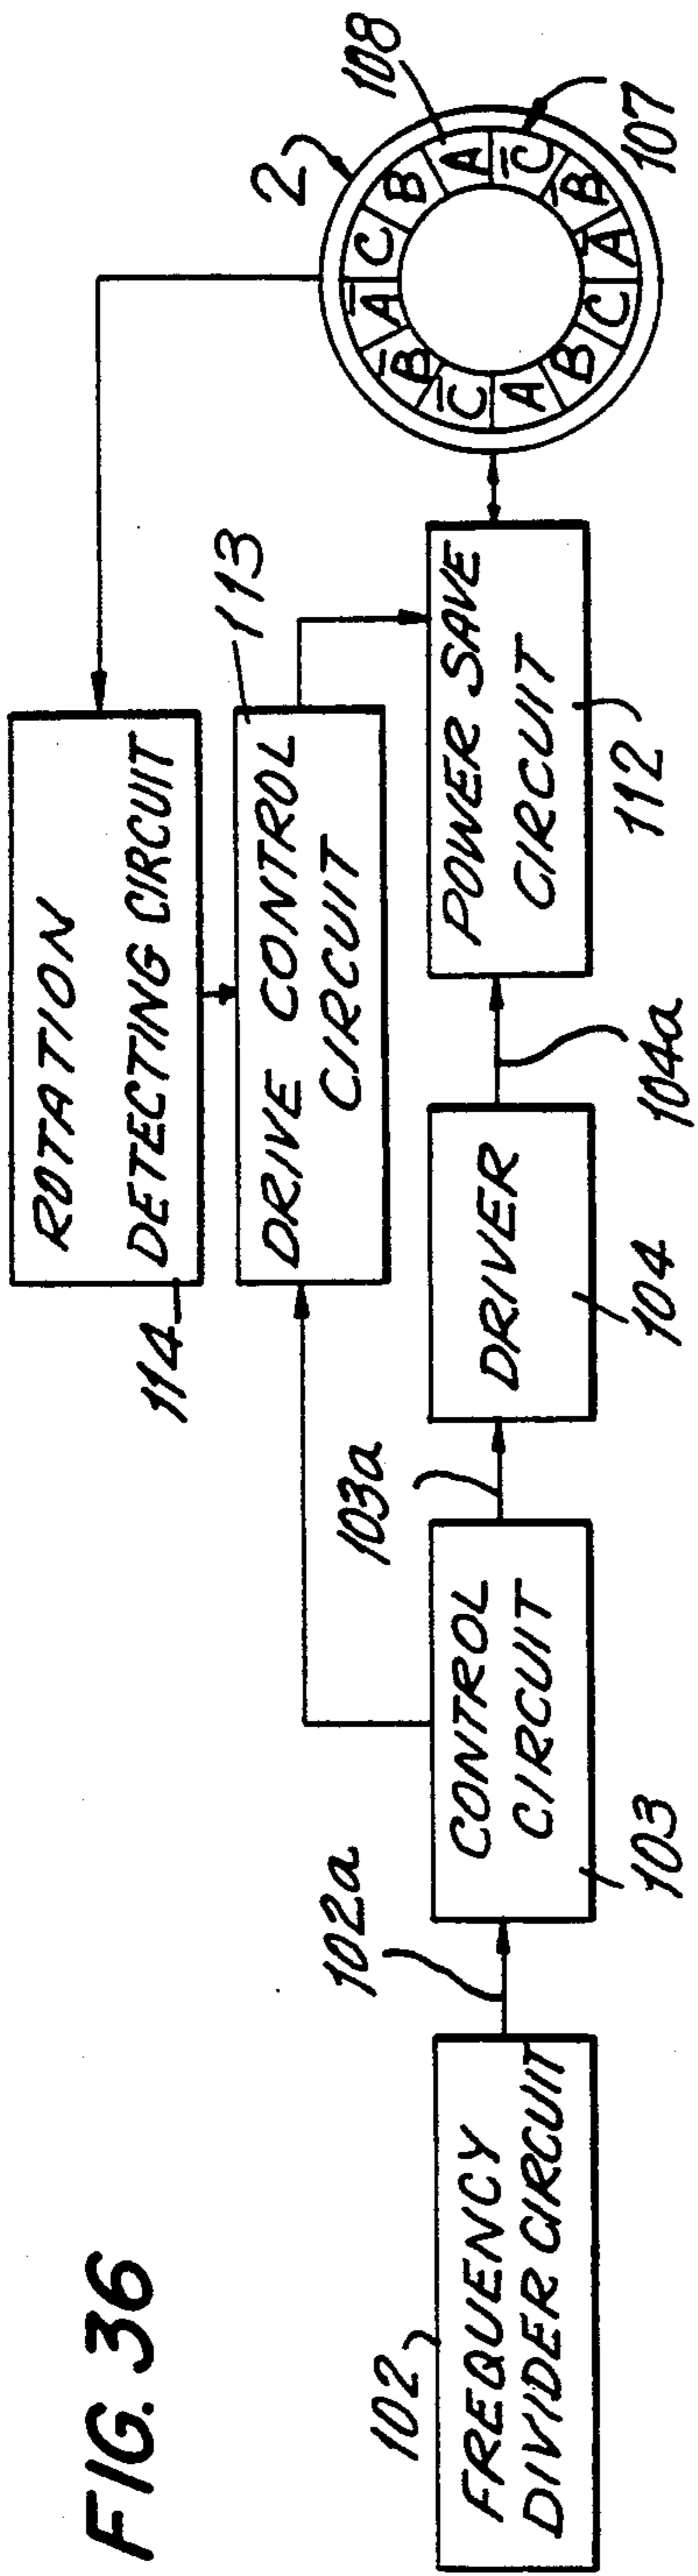 FIG. 36
102
FREQUENCY
DIVIDER CIRCUIT
102a
CONTROL
CIRCUIT
103
103a
DRIVER
104
104a
POWER SAVE
CIRCUIT
112
113
DRIVE CONTROL
CIRCUIT
114
ROTATION
DETECTING CIRCUIT
2
108
107
A̅
C
B
A
C̅
B̅
A̅
C
B
A
C̅
B̅